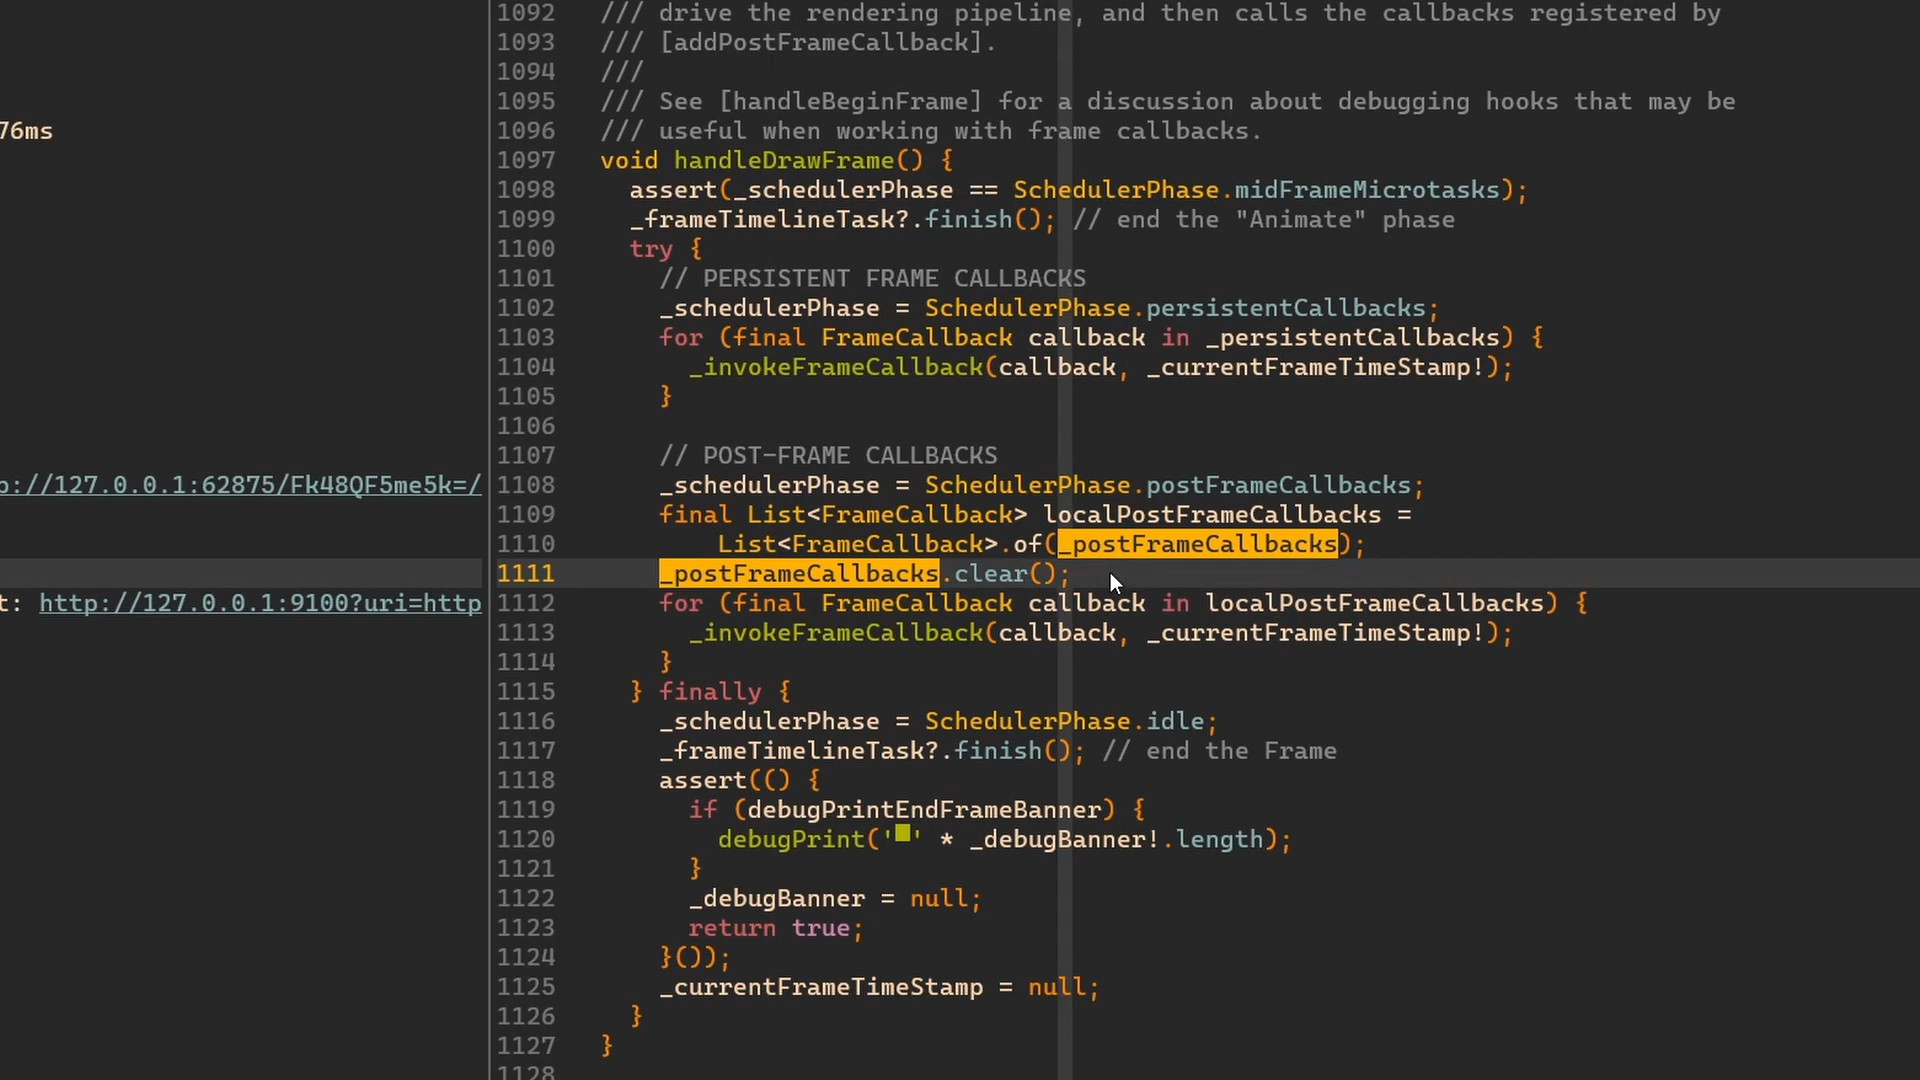 1092 /// drive the rendering pipeline, and then calls the callbacks registered by
1093 /// [addPostFrameCallback].
1094 ///
1095 /// See [handleBeginFrame] for a discussion about debugging hooks that may be
76ms
1096 /// useful when working with frame callbacks.
1097 void handleDrawFrame() {
1098 assert(_schedulerPhase == SchedulerPhase.midFrameMicrotasks);
1099 _frameTimelineTask?.finish(); // end the "Animate" phase
1100 try {
1101 // PERSISTENT FRAME CALLBACKS
1102 _schedulerPhase = SchedulerPhase.persistentCallbacks;
1103 for (final FrameCallback callback in _persistentCallbacks) {
1104 _invokeFrameCallback(callback, _currentFrameTimeStamp!);
1105 }
1106
1107 // POST-FRAME CALLBACKS
p://127.0.0.1:62875/Fk48QF5me5k=/
1108 _schedulerPhase = SchedulerPhase.postFrameCallbacks;
1109 final List<FrameCallback> localPostFrameCallbacks =
1110 List<FrameCallback>.of(_postFrameCallbacks);
1111 _postFrameCallbacks.clear();
t: http://127.0.0.1:9100?uri=http
1112 for (final FrameCallback callback in localPostFrameCallbacks) {
1113 _invokeFrameCallback(callback, _currentFrameTimeStamp!);
1114 }
1115 } finally {
1116 _schedulerPhase = SchedulerPhase.idle;
1117 _frameTimelineTask?.finish(); // end the Frame
1118 assert(() {
1119 if (debugPrintEndFrameBanner) {
1120 debugPrint('▀' * _debugBanner!.length);
1121 }
1122 _debugBanner = null;
1123 return true;
1124 }());
1125 _currentFrameTimeStamp = null;
1126 }
1127 }
1128